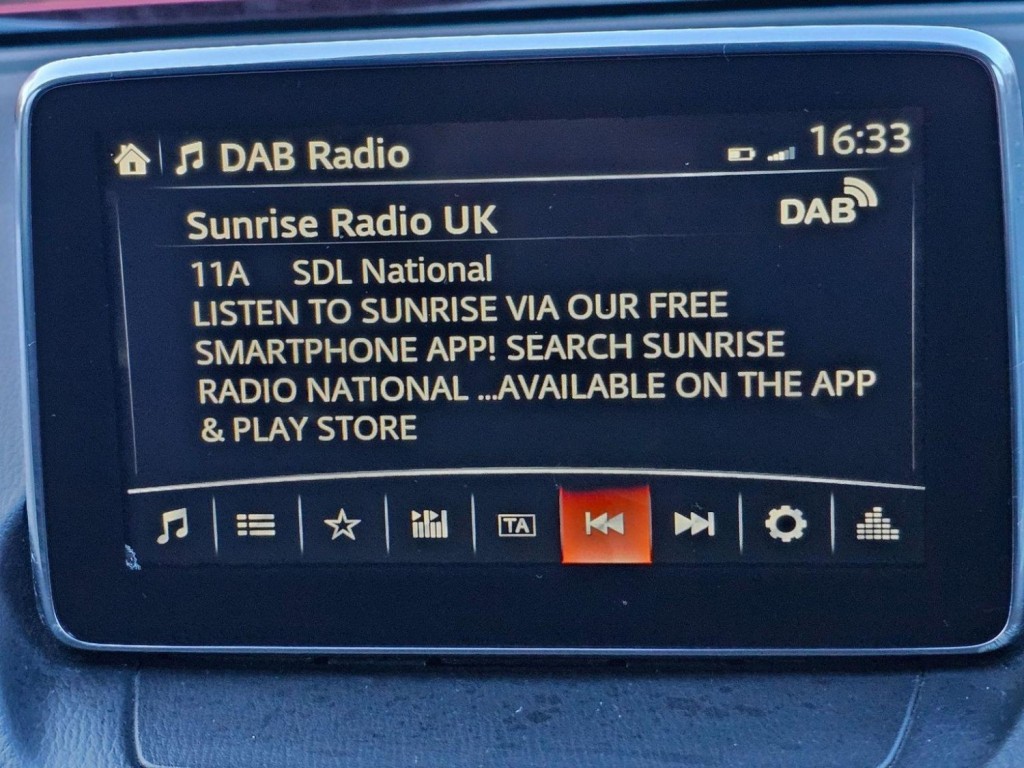 DAB Radio 16:33
Sunrise Radio UK DAB
11A SDL National
LISTEN TO SUNRISE VIA OUR FREE
SMARTPHONE APP! SEARCH SUNRISE
RADIO NATIONAL ...AVAILABLE ON THE APP
& PLAY STORE
TA